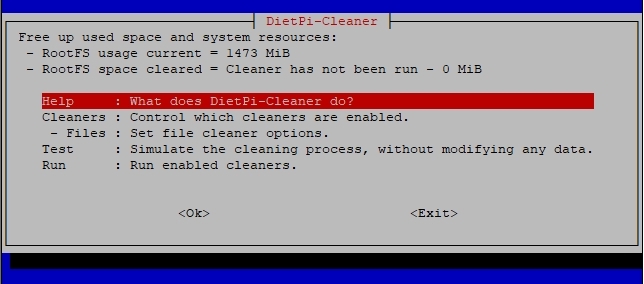 DietPi-Cleaner
Free up used space and system resources:
- RootFS usage current = 1473 MiB
- RootFS space cleared = Cleaner has not been run - 0 MiB
Help : What does DietPi-Cleaner do?
Cleaners : Control which cleaners are enabled.
- Files : Set file cleaner options.
Test : Simulate the cleaning process, without modifying any data.
Run : Run enabled cleaners.
<Ok> <Exit>